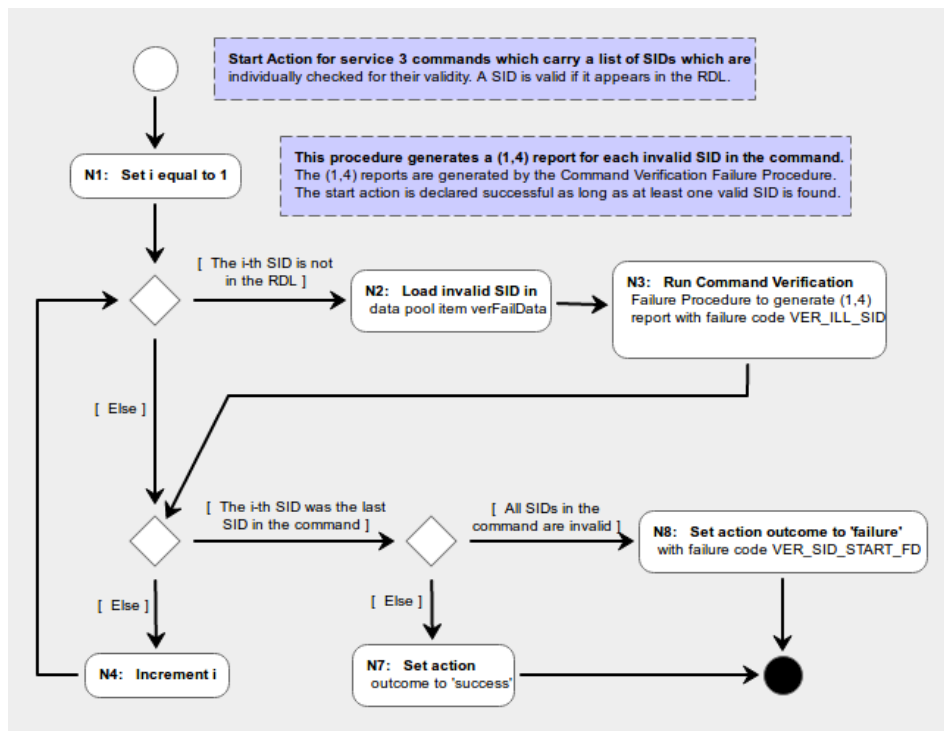 Start Action for service 3 commands which carry a list of SIDs which are
individually checked for their validity. A SID is valid if it appears in the RDL.
This procedure generates a (1,4) report for each invalid SID in the command.
The (1,4) reports are generated by the Command Verification Failure Procedure.
The start action is declared successful as long as at least one valid SID is found.
N1: Set i equal to 1
[ The i-th SID is not
in the RDL ]
N2: Load invalid SID in
data pool item verFailData
N3: Run Command Verification
Failure Procedure to generate (1,4)
report with failure code VER_ILL_SID
[ Else ]
[ The i-th SID was the last
SID in the command ]
[ All SIDs in the
command are invalid ]
N8: Set action outcome to 'failure'
with failure code VER_SID_START_FD
[ Else ]
[ Else ]
N4: Increment i
N7: Set action
outcome to 'success'